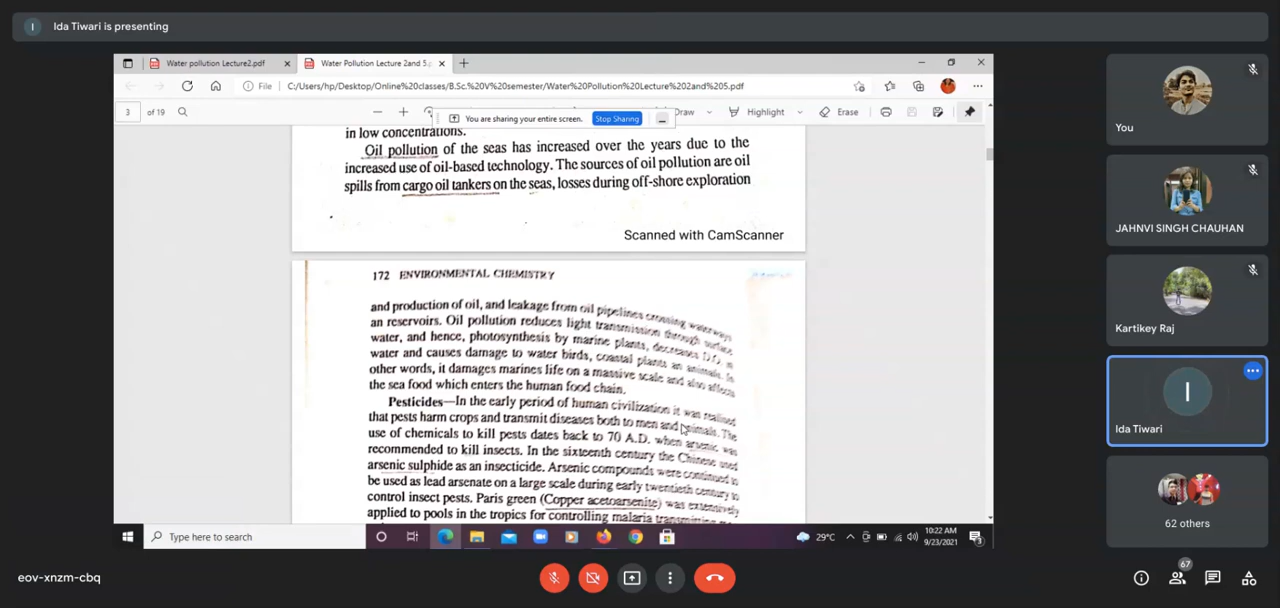 Ida Tiwari is presenting
Water pollution Lecture2.pdf
Water Pollution Lecture 2and 5.p
File
C:/Users/hp/Desktop/Online%20classes/B.Sc.%20V%20semester/Water%20Pollution%20Lecture%202and%205.pdf
3 of 19
You are sharing your entire screen.
Stop Sharing
Draw
Highlight
Erase
in low concentrations.
Oil pollution of the seas has increased over the years due to the
increased use of oil-based technology. The sources of oil pollution are oil
spills from cargo oil tankers on the seas, losses during off-shore exploration
Scanned with CamScanner
172 ENVIRONMENTAL CHEMISTRY
and production of oil, and leakage from oil pipelines crossing waterways
an reservoirs. Oil pollution reduces light transmission through surface
water, and hence, photosynthesis by marine plants, decreases D.O. in
water and causes damage to water birds, coastal plants an animals. In
other words, it damages marines life on a massive scale and also affects
the sea food which enters the human food chain.
Pesticides—In the early period of human civilization it was realised
that pests harm crops and transmit diseases both to men and animals. The
use of chemicals to kill pests dates back to 70 A.D. when arsenic was
recommended to kill insects. In the sixteenth century the Chinese used
arsenic sulphide as an insecticide. Arsenic compounds were continued to
be used as lead arsenate on a large scale during early twentieth century to
control insect pests. Paris green (Copper acetoarsenite) was extensively
applied to pools in the tropics for controlling malaria transmitting
Type here to search
29°C
10:22 AM
9/23/2021
3
You
JAHNVI SINGH CHAUHAN
Kartikey Raj
I
Ida Tiwari
62 others
eov-xnzm-cbq
67